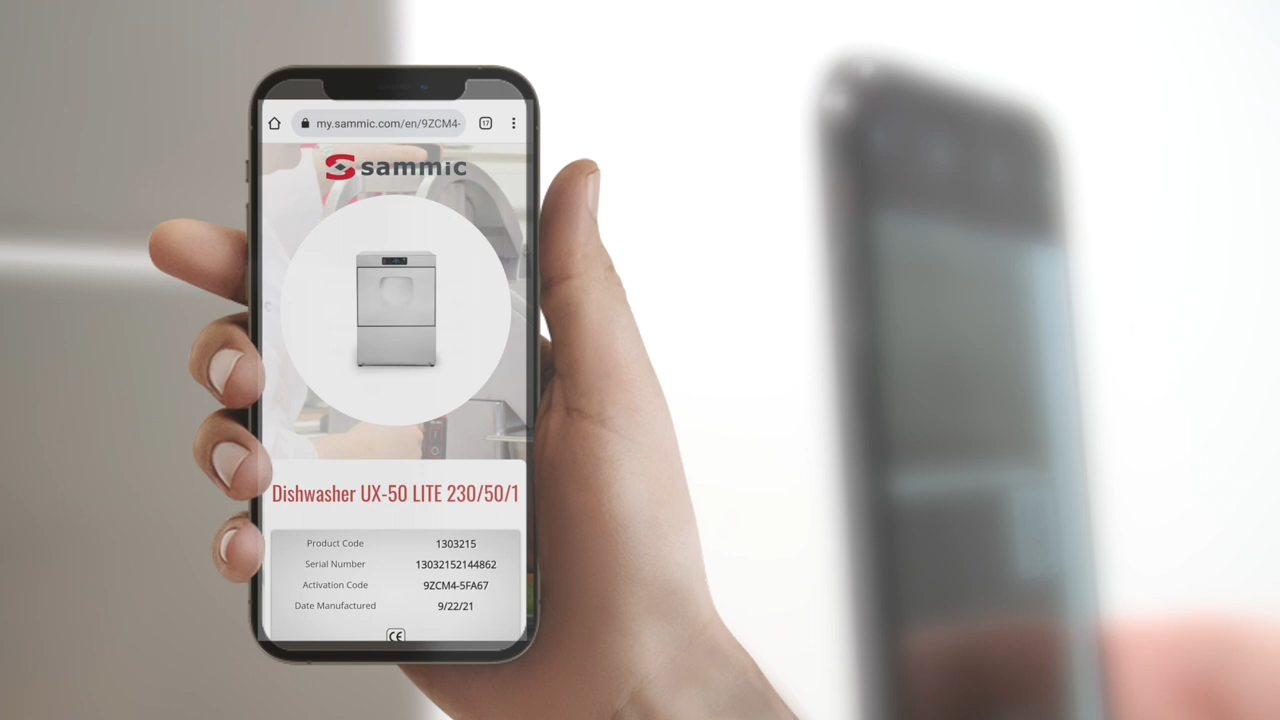 my.sammic.com/en/9ZCM4-
17
sammic
Dishwasher UX-50 LITE 230/50/1
Product Code 1303215
Serial Number 13032152144862
Activation Code 9ZCM4-5FA67
Date Manufactured 9/22/21
CE